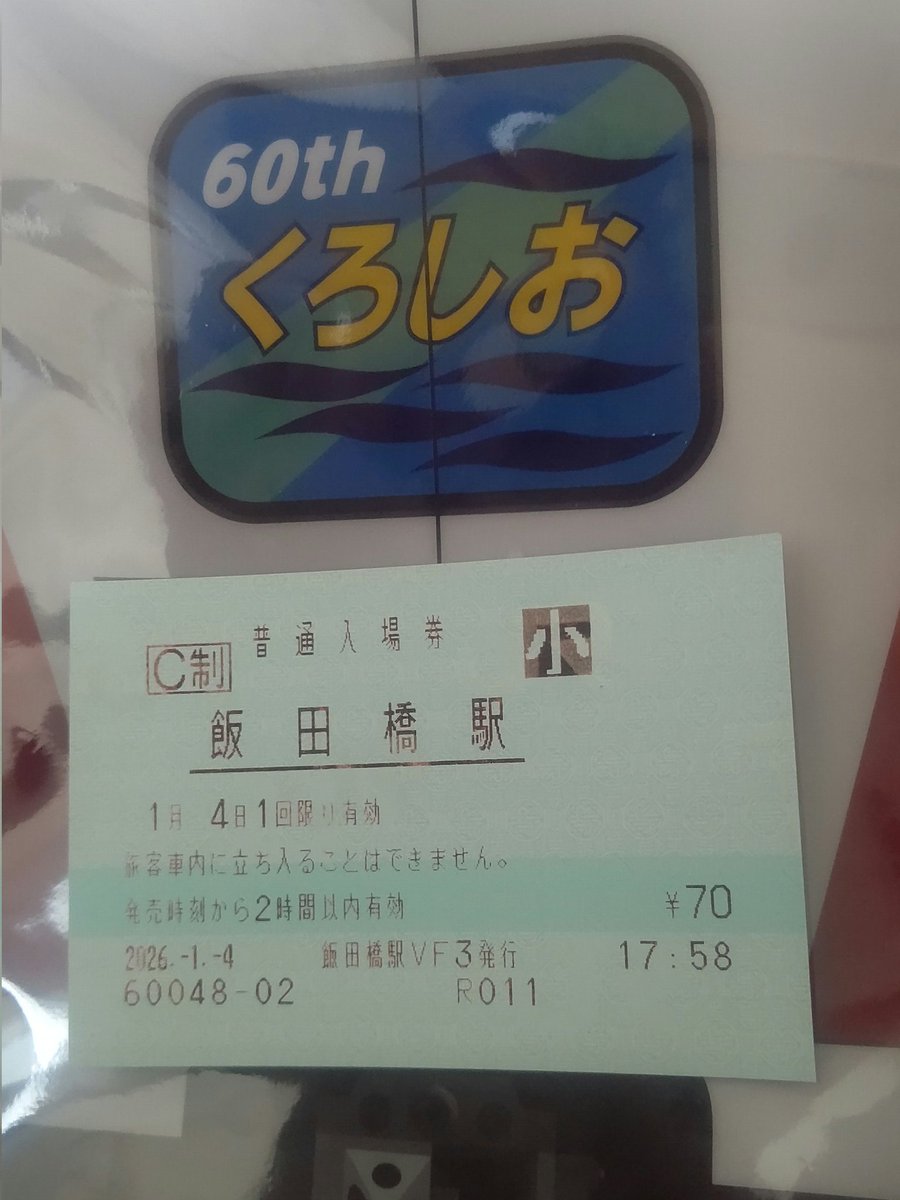 60th
くろしお
C制 普通入場券 小
飯田橋駅
1月 4日1回限り有効
旅客車内に立ち入ることはできません。
発売時刻から2時間以内有効 ¥70
2026.-1.-4 飯田橋駅VF3発行 17:58
60048-02 R011